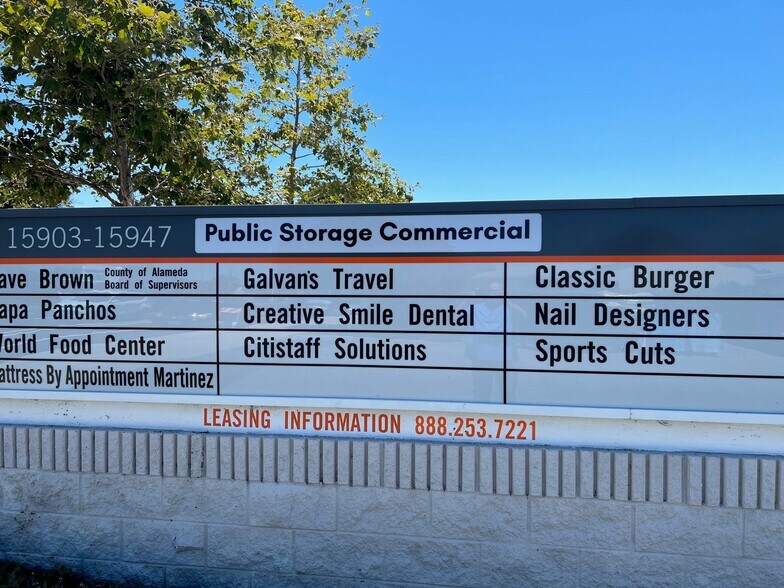 15903-15947 Public Storage Commercial
ave Brown County of Alameda Board of Supervisors
Galvan's Travel
Classic Burger
apa Panchos
Creative Smile Dental
Nail Designers
World Food Center
Citistaff Solutions
Sports Cuts
attress By Appointment Martinez
LEASING INFORMATION 888.253.7221